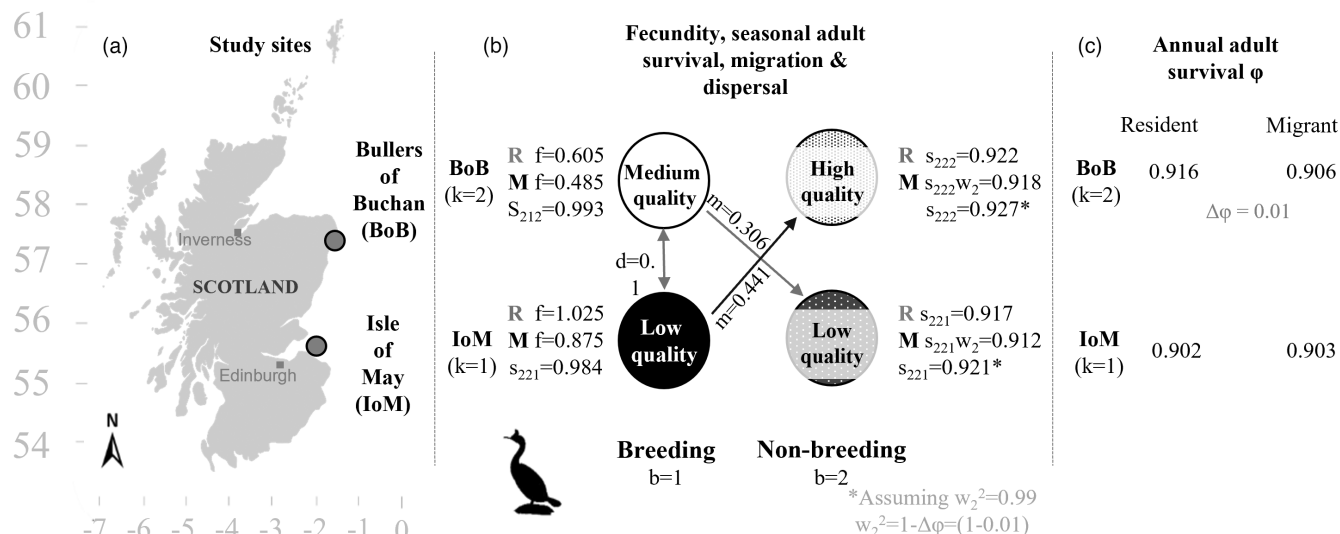 (a)
Study sites
61
60
59
58
57
56
55
54
-7 -6 -5 -4 -3 -2 -1 0
Inverness
SCOTLAND
Edinburgh
N
Bullers
of
Buchan
(BoB)
Isle
of
May
(IoM)
(b)
Fecundity, seasonal adult
survival, migration &
dispersal
BoB
(k=2)
R f=0.605
M f=0.485
S₂₁₂=0.993
Medium
quality
High
quality
R s₂₂₂=0.922
M s₂₂₂w₂=0.918
s₂₂₂=0.927*
m=0.306
d=0.
1
m=0.441
IoM
(k=1)
R f=1.025
M f=0.875
s₂₂₁=0.984
Low
quality
Low
quality
R s₂₂₁=0.917
M s₂₂₁w₂=0.912
s₂₂₁=0.921*
Breeding
b=1
Non-breeding
b=2
*Assuming w₂²=0.99
w₂²=1-Δφ=(1-0.01)
(c)
Annual adult
survival φ
Resident Migrant
BoB
(k=2)
0.916 0.906
Δφ = 0.01
IoM
(k=1)
0.902 0.903